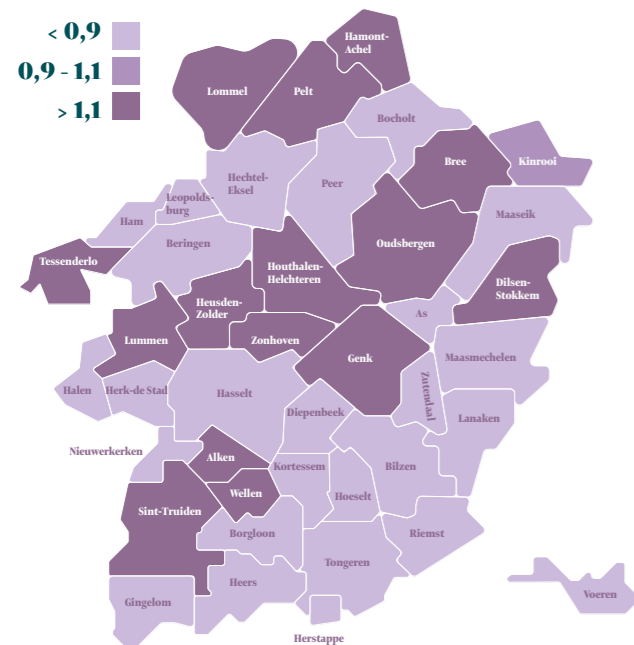 < 0,9
0,9 - 1,1
> 1,1
Hamont-
Achel
Lommel
Pelt
Bocholt
Bree
Kinrooi
Hechtel-
Eksel
Peer
Leopolds-
burg
Ham
Maaseik
Beringen
Oudsbergen
Tessenderlo
Houthalen-
Helchteren
Dilsen-
Stokkem
Heusden-
Zolder
As
Lummen
Zonhoven
Genk
Maasmechelen
Halen
Herk-de Stad
Hasselt
Zutendaal
Diepenbeek
Lanaken
Nieuwerkerken
Alken
Kortessem
Bilzen
Wellen
Hoeselt
Sint-Truiden
Borgloon
Riemst
Tongeren
Heers
Gingelom
Voeren
Herstappe